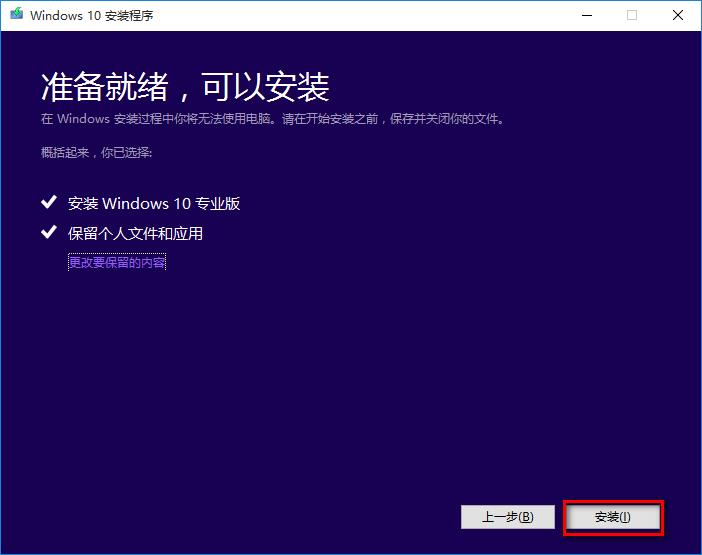 Windows 10 安装程序
准备就绪，可以安装
在 Windows 安装过程中你将无法使用电脑。请在开始安装之前，保存并关闭你的文件。
概括起来，你已选择:
安装 Windows 10 专业版
保留个人文件和应用
更改要保留的内容
上一步(B) 安装(I)